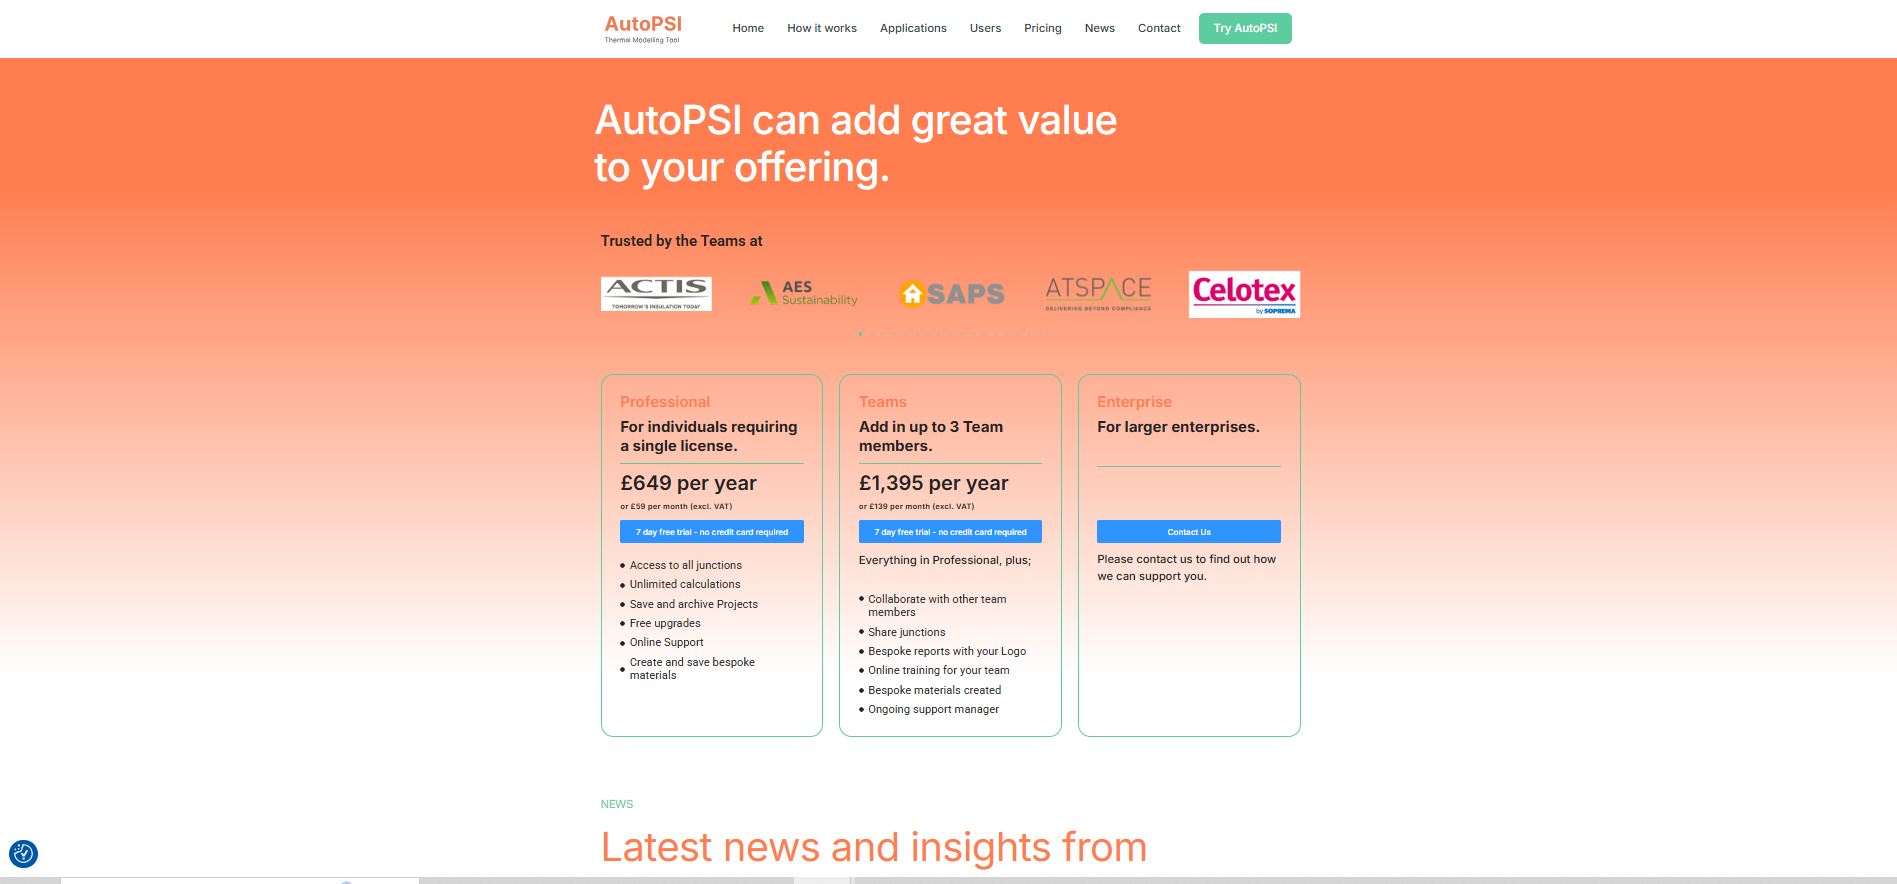 AutoPSI
Thermal Modelling Tool
Home
How it works
Applications
Users
Pricing
News
Contact
Try AutoPSI
AutoPSI can add great value
to your offering.
Trusted by the Teams at
ACTIS
TOMORROW'S INSULATION TODAY
AES
Sustainability
SAPS
ATSPACE
DELIVERING BEYOND COMPLIANCE
Celotex
by SOPREMA
Professional
For individuals requiring
a single license.
£649 per year
or £59 per month (excl. VAT)
7 day free trial - no credit card required
Access to all junctions
Unlimited calculations
Save and archive Projects
Free upgrades
Online Support
Create and save bespoke
materials
Teams
Add in up to 3 Team
members.
£1,395 per year
or £139 per month (excl. VAT)
7 day free trial - no credit card required
Everything in Professional, plus;
Collaborate with other team
members
Share junctions
Bespoke reports with your Logo
Online training for your team
Bespoke materials created
Ongoing support manager
Enterprise
For larger enterprises.
Contact Us
Please contact us to find out how
we can support you.
NEWS
Latest news and insights from